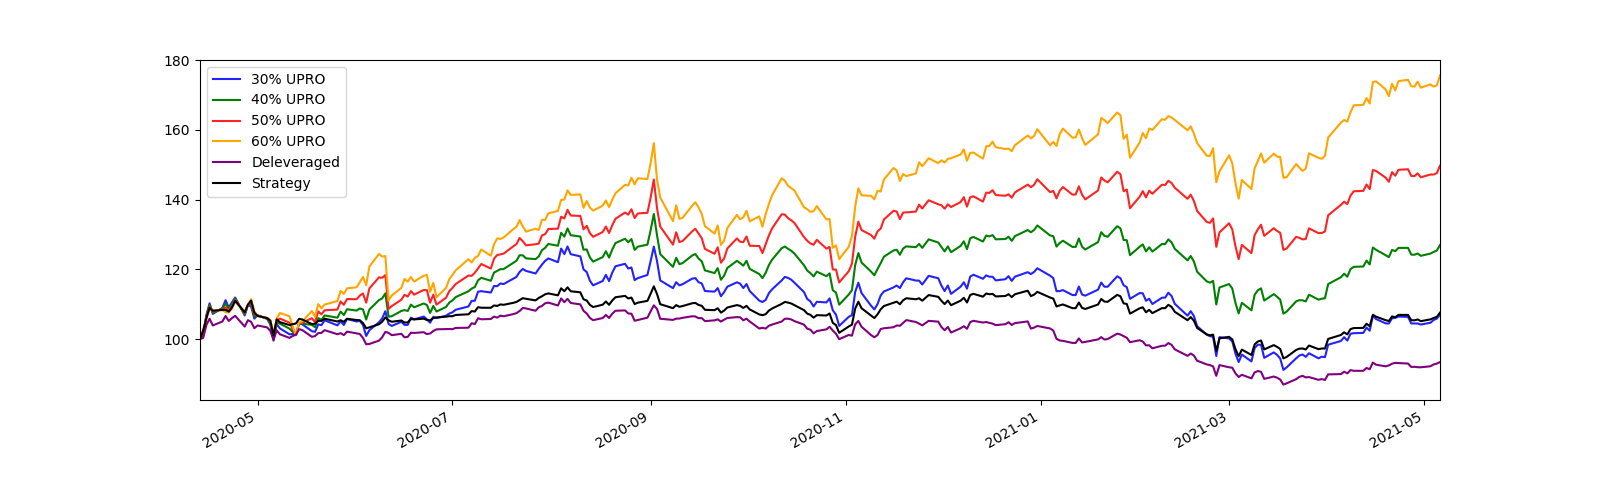 180
160
140
120
100
30% UPRO
40% UPRO
50% UPRO
60% UPRO
Deleveraged
Strategy
2020-05
2020-07
2020-09
2020-11
2021-01
2021-03
2021-05